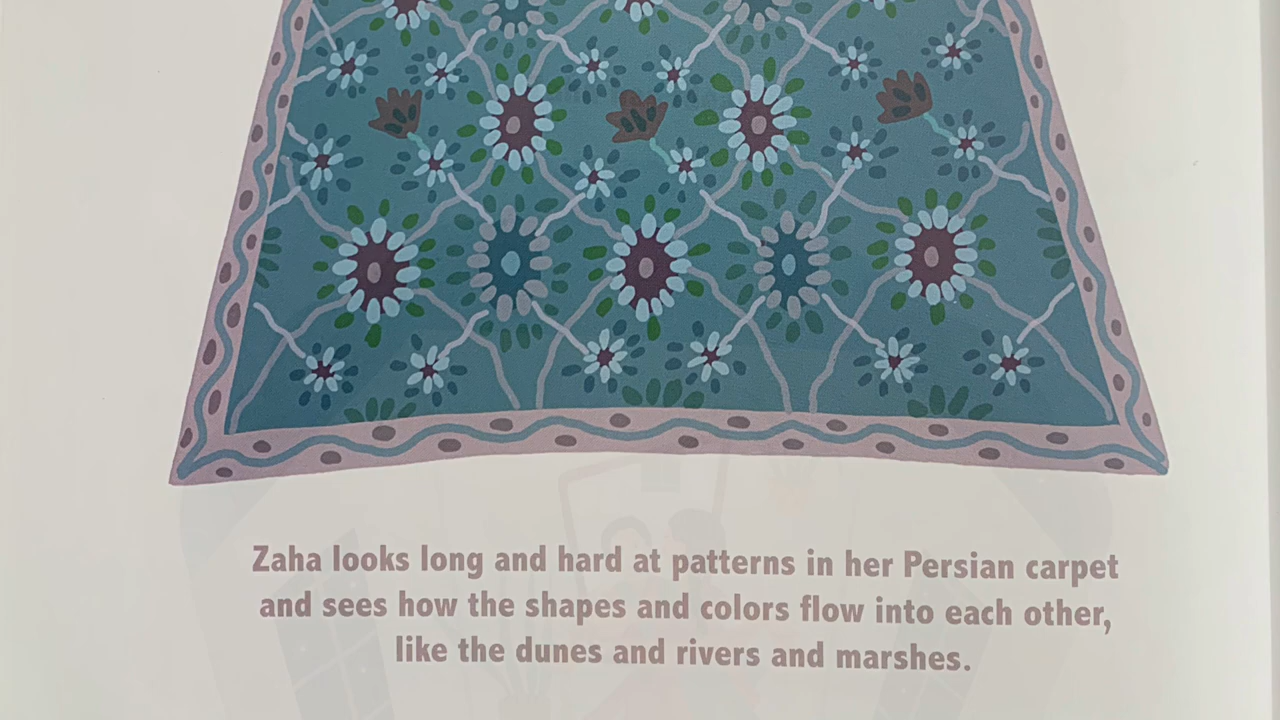 Zaha looks long and hard at patterns in her Persian carpet
and sees how the shapes and colors flow into each other,
like the dunes and rivers and marshes.